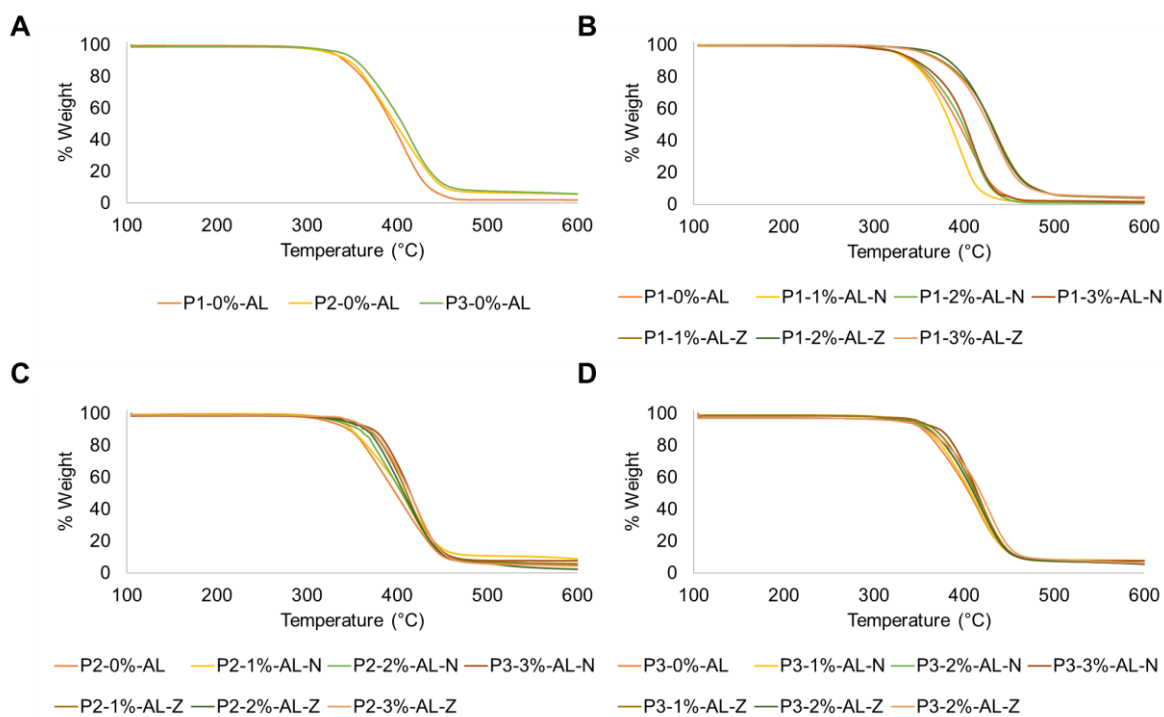 A
% Weight
100
80
60
40
20
0
100 200 300 400 500 600
Temperature (°C)
P1-0%-AL P2-0%-AL P3-0%-AL
B
% Weight
100
80
60
40
20
0
100 200 300 400 500 600
Temperature (°C)
P1-0%-AL P1-1%-AL-N P1-2%-AL-N P1-3%-AL-N
P1-1%-AL-Z P1-2%-AL-Z P1-3%-AL-Z
C
% Weight
100
80
60
40
20
0
100 200 300 400 500 600
Temperature (°C)
P2-0%-AL P2-1%-AL-N P2-2%-AL-N P3-3%-AL-N
P2-1%-AL-Z P2-2%-AL-Z P2-3%-AL-Z
D
% Weight
100
80
60
40
20
0
100 200 300 400 500 600
Temperature (°C)
P3-0%-AL P3-1%-AL-N P3-2%-AL-N P3-3%-AL-N
P3-1%-AL-Z P3-2%-AL-Z P3-2%-AL-Z